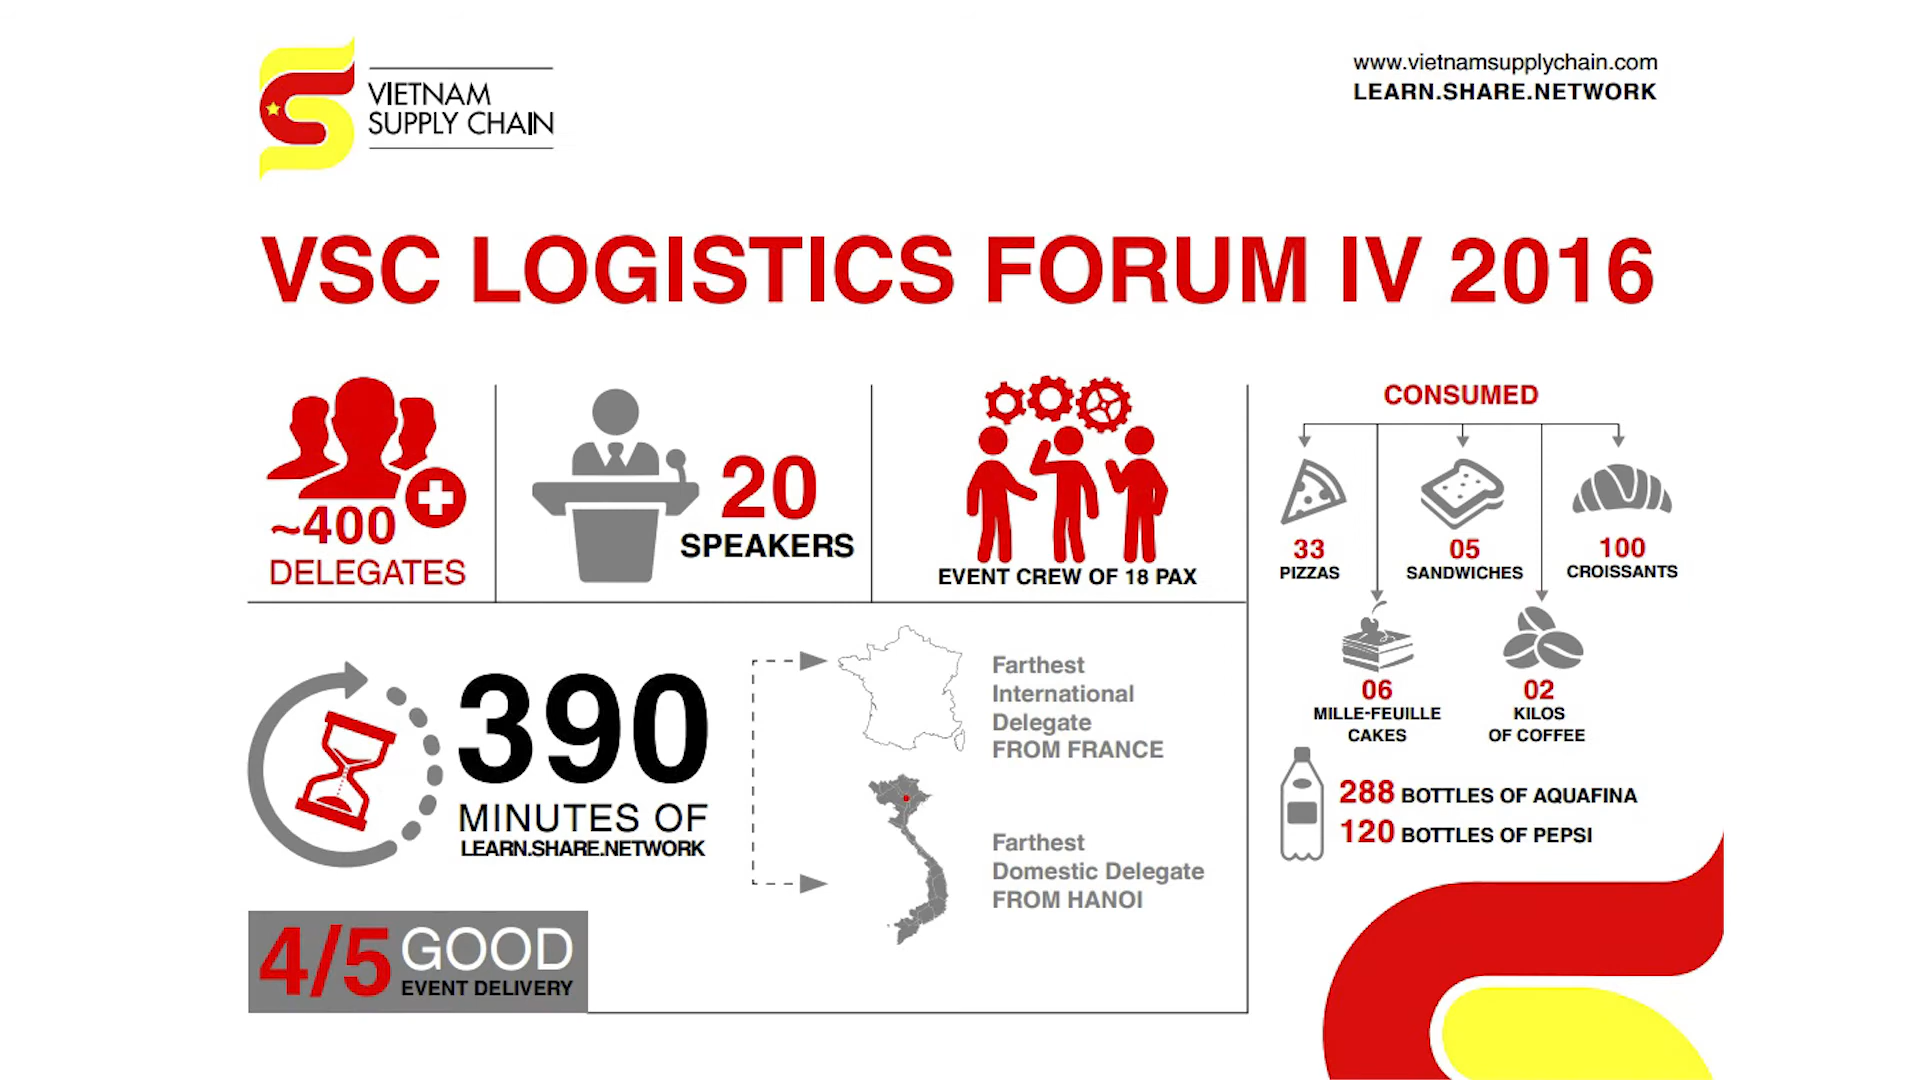 VIETNAM
SUPPLY CHAIN
www.vietnamsupplychain.com
LEARN.SHARE.NETWORK
VSC LOGISTICS FORUM IV 2016
~400
DELEGATES
20
SPEAKERS
EVENT CREW OF 18 PAX
CONSUMED
33
PIZZAS
05
SANDWICHES
100
CROISSANTS
06
MILLE-FEUILLE
CAKES
02
KILOS
OF COFFEE
288 BOTTLES OF AQUAFINA
120 BOTTLES OF PEPSI
390
MINUTES OF
LEARN.SHARE.NETWORK
Farthest
International
Delegate
FROM FRANCE
Farthest
Domestic Delegate
FROM HANOI
4/5 GOOD
EVENT DELIVERY